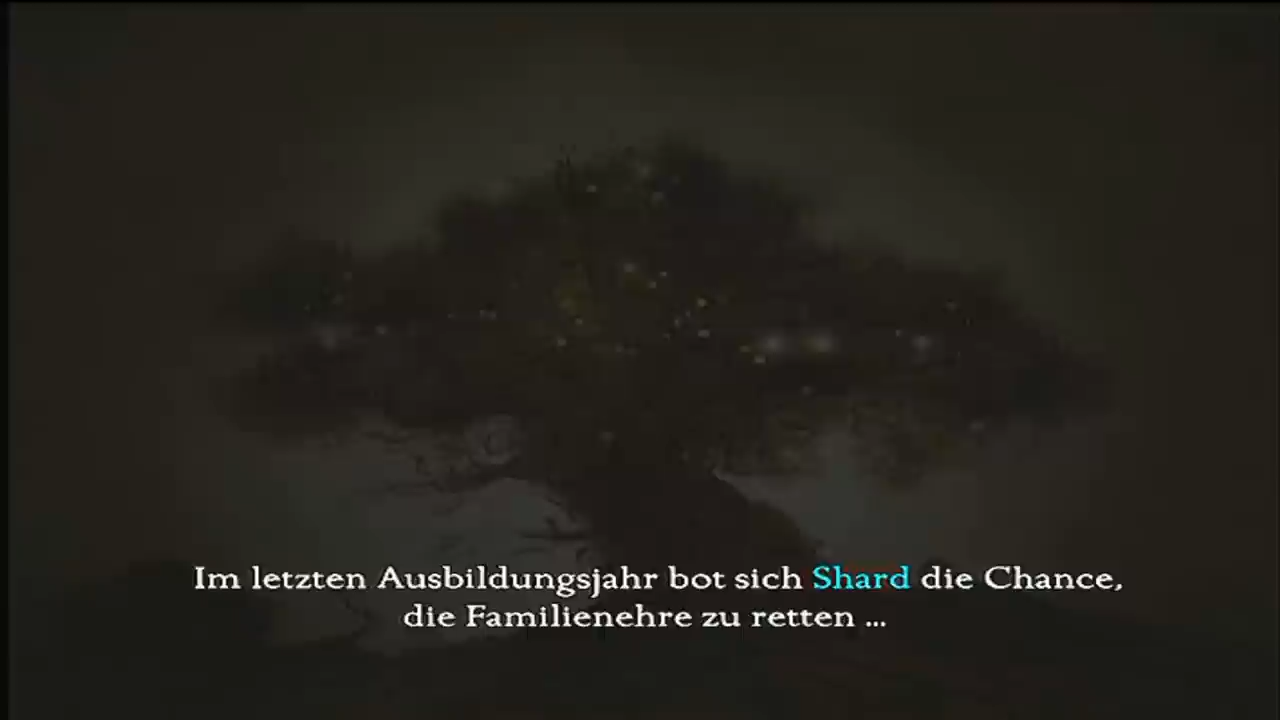 Im letzten Ausbildungsjahr bot sich Shard die Chance,
die Familienehre zu retten ...